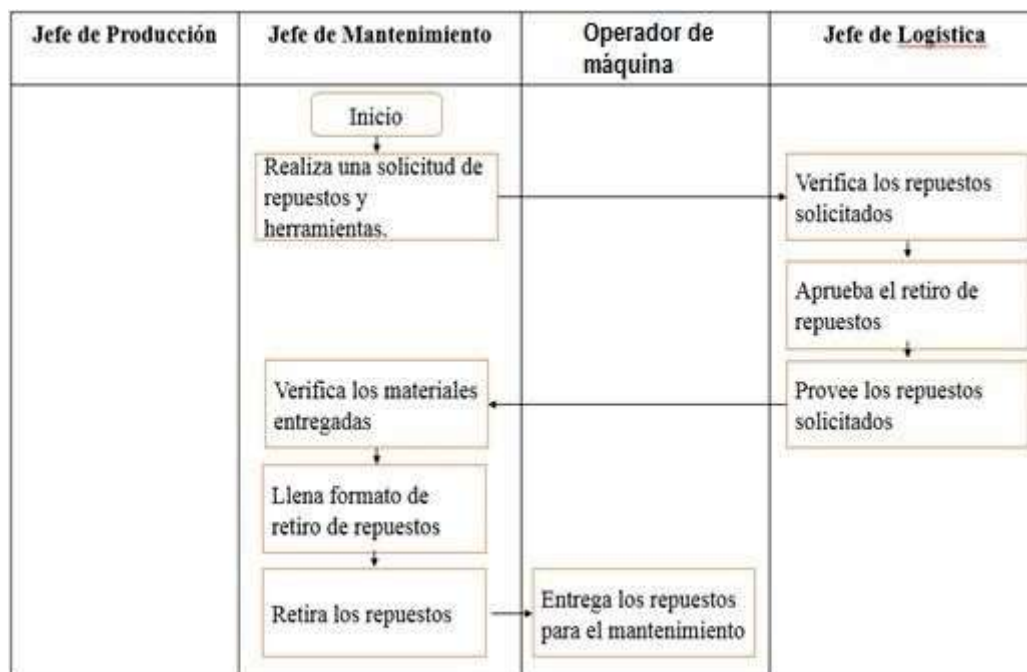 Jefe de Producción
Jefe de Mantenimiento
Operador de
máquina
Jefe de Logistica
Inicio
Realiza una solicitud de
repuestos y
herramientas.
Verifica los repuestos
solicitados
Aprueba el retiro de
repuestos
Provee los repuestos
solicitados
Verifica los materiales
entregadas
Llena formato de
retiro de repuestos
Retira los repuestos
Entrega los repuestos
para el mantenimiento